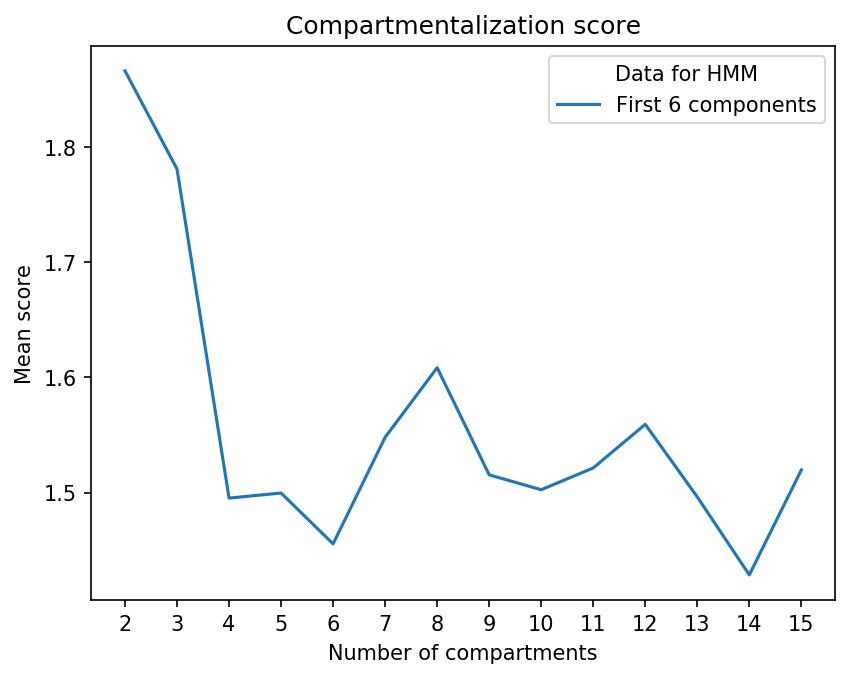 Compartmentalization score
Data for HMM
First 6 components
Mean score
1.8
1.7
1.6
1.5
2 3 4 5 6 7 8 9 10 11 12 13 14 15
Number of compartments